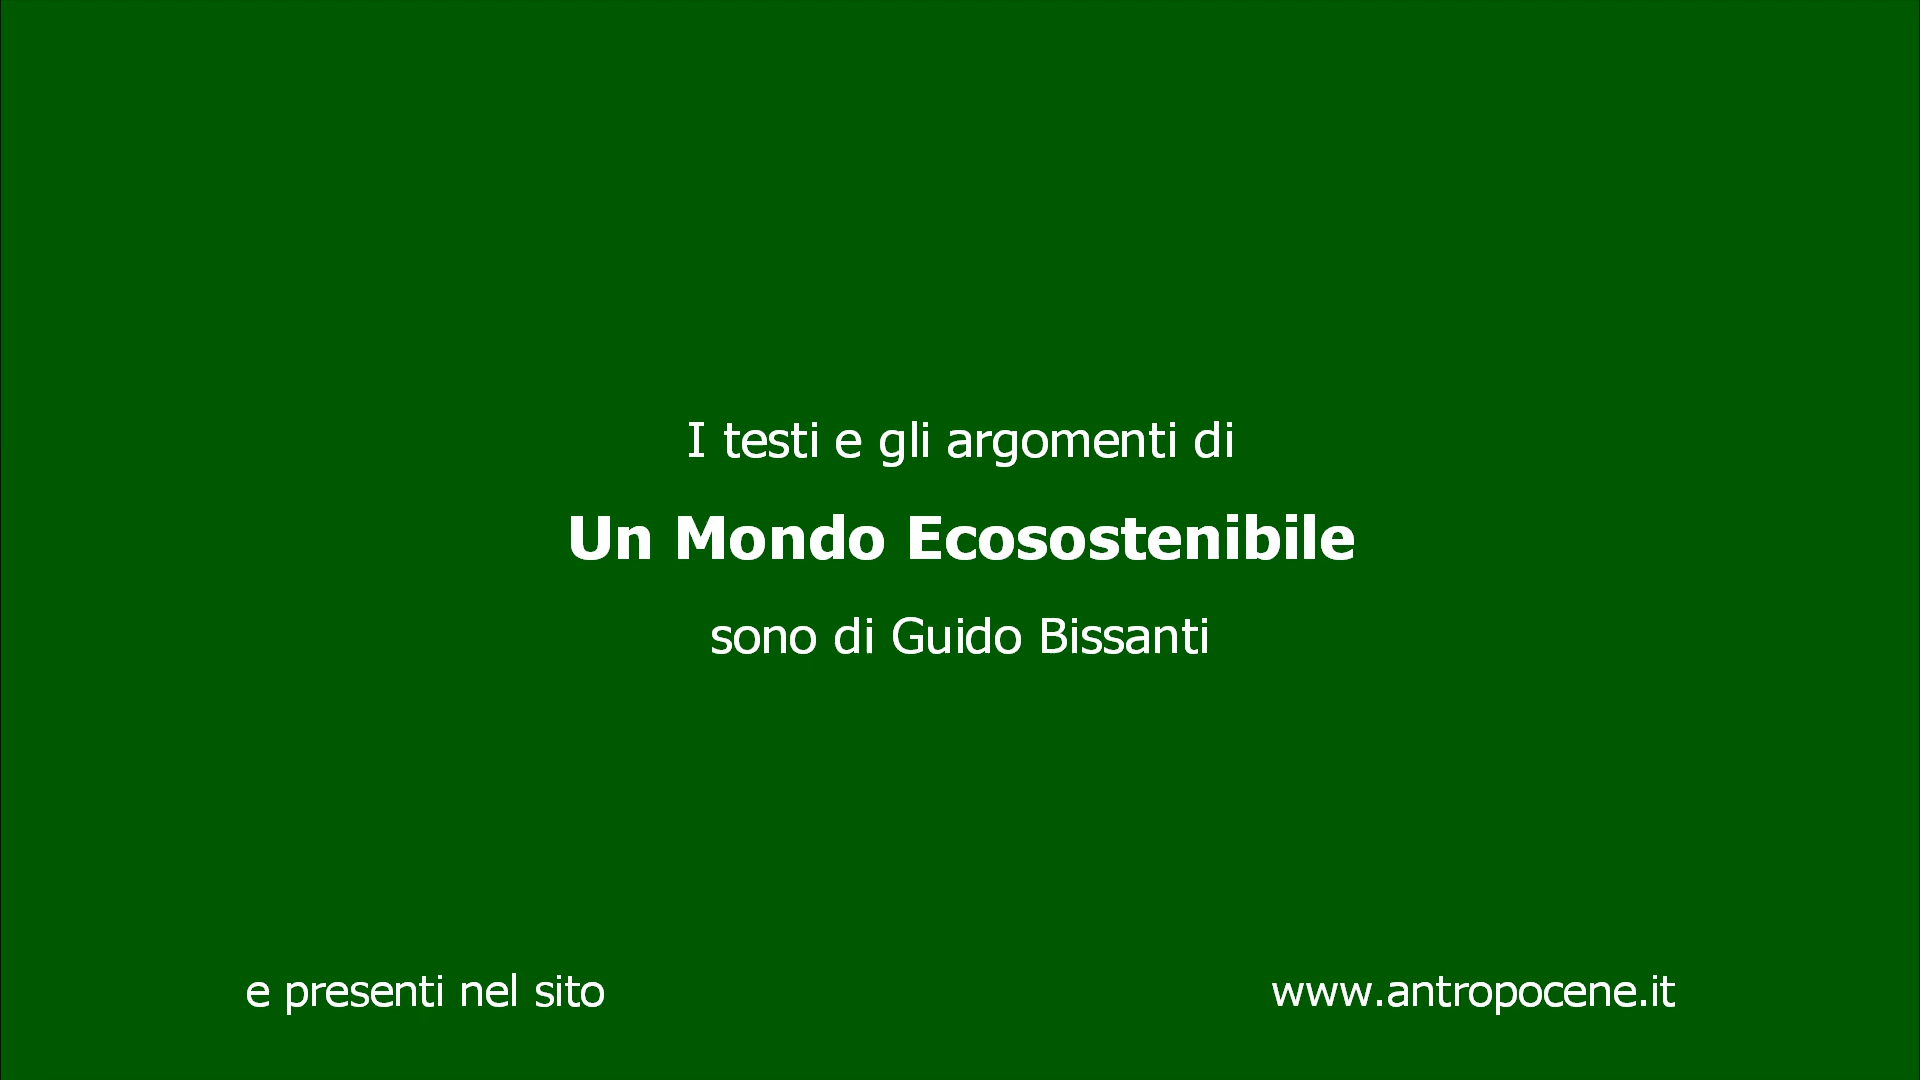 I testi e gli argomenti di
Un Mondo Ecosostenibile
sono di Guido Bissanti
e presenti nel sito www.antropocene.it